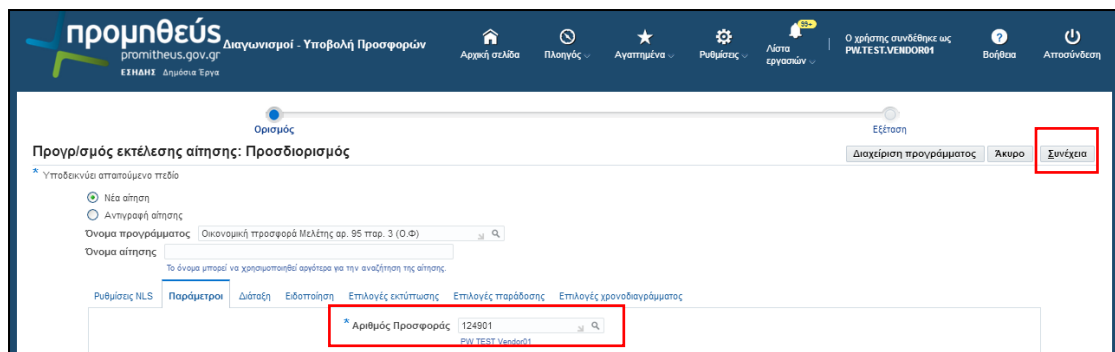 προμηθεύς
promitheus.gov.gr
ΕΣΗΔΗΣ Δημόσια Έργα
Διαγωνισμοί - Υποβολή Προσφορών
Αρχική σελίδα
Πλοηγός
Αγαπημένα
Ρυθμίσεις
99+
Λίστα
εργασιών
Ο χρήστης συνδέθηκε ως
PW.TEST.VENDOR01
Βοήθεια
Αποσύνδεση
Ορισμός
Εξέταση
Προγρ/σμός εκτέλεσης αίτησης: Προσδιορισμός
Διαχείριση προγράμματος
Άκυρο
Συνέχεια
* Υποδεικνύει απαιτούμενο πεδίο
Νέα αίτηση
Αντιγραφή αίτησης
Όνομα προγράμματος Οικονομική προσφορά Μελέτης αρ. 95 παρ. 3 (Ο.Φ)
Όνομα αίτησης
Το όνομα μπορεί να χρησιμοποιηθεί αργότερα για την αναζήτηση της αίτησης.
Ρυθμίσεις NLS Παράμετροι Διάταξη Ειδοποίηση Επιλογές εκτύπωσης Επιλογές παράδοσης Επιλογές χρονοδιαγράμματος
* Αριθμός Προσφοράς 124901
PW TEST Vendor01